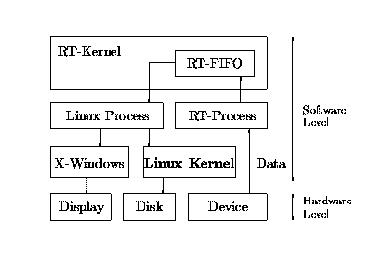 RT-Kernel
RT-FIFO
Linux Process
RT-Process
Software
Level
X-Windows
Linux Kernel
Data
Display
Disk
Device
Hardware
Level